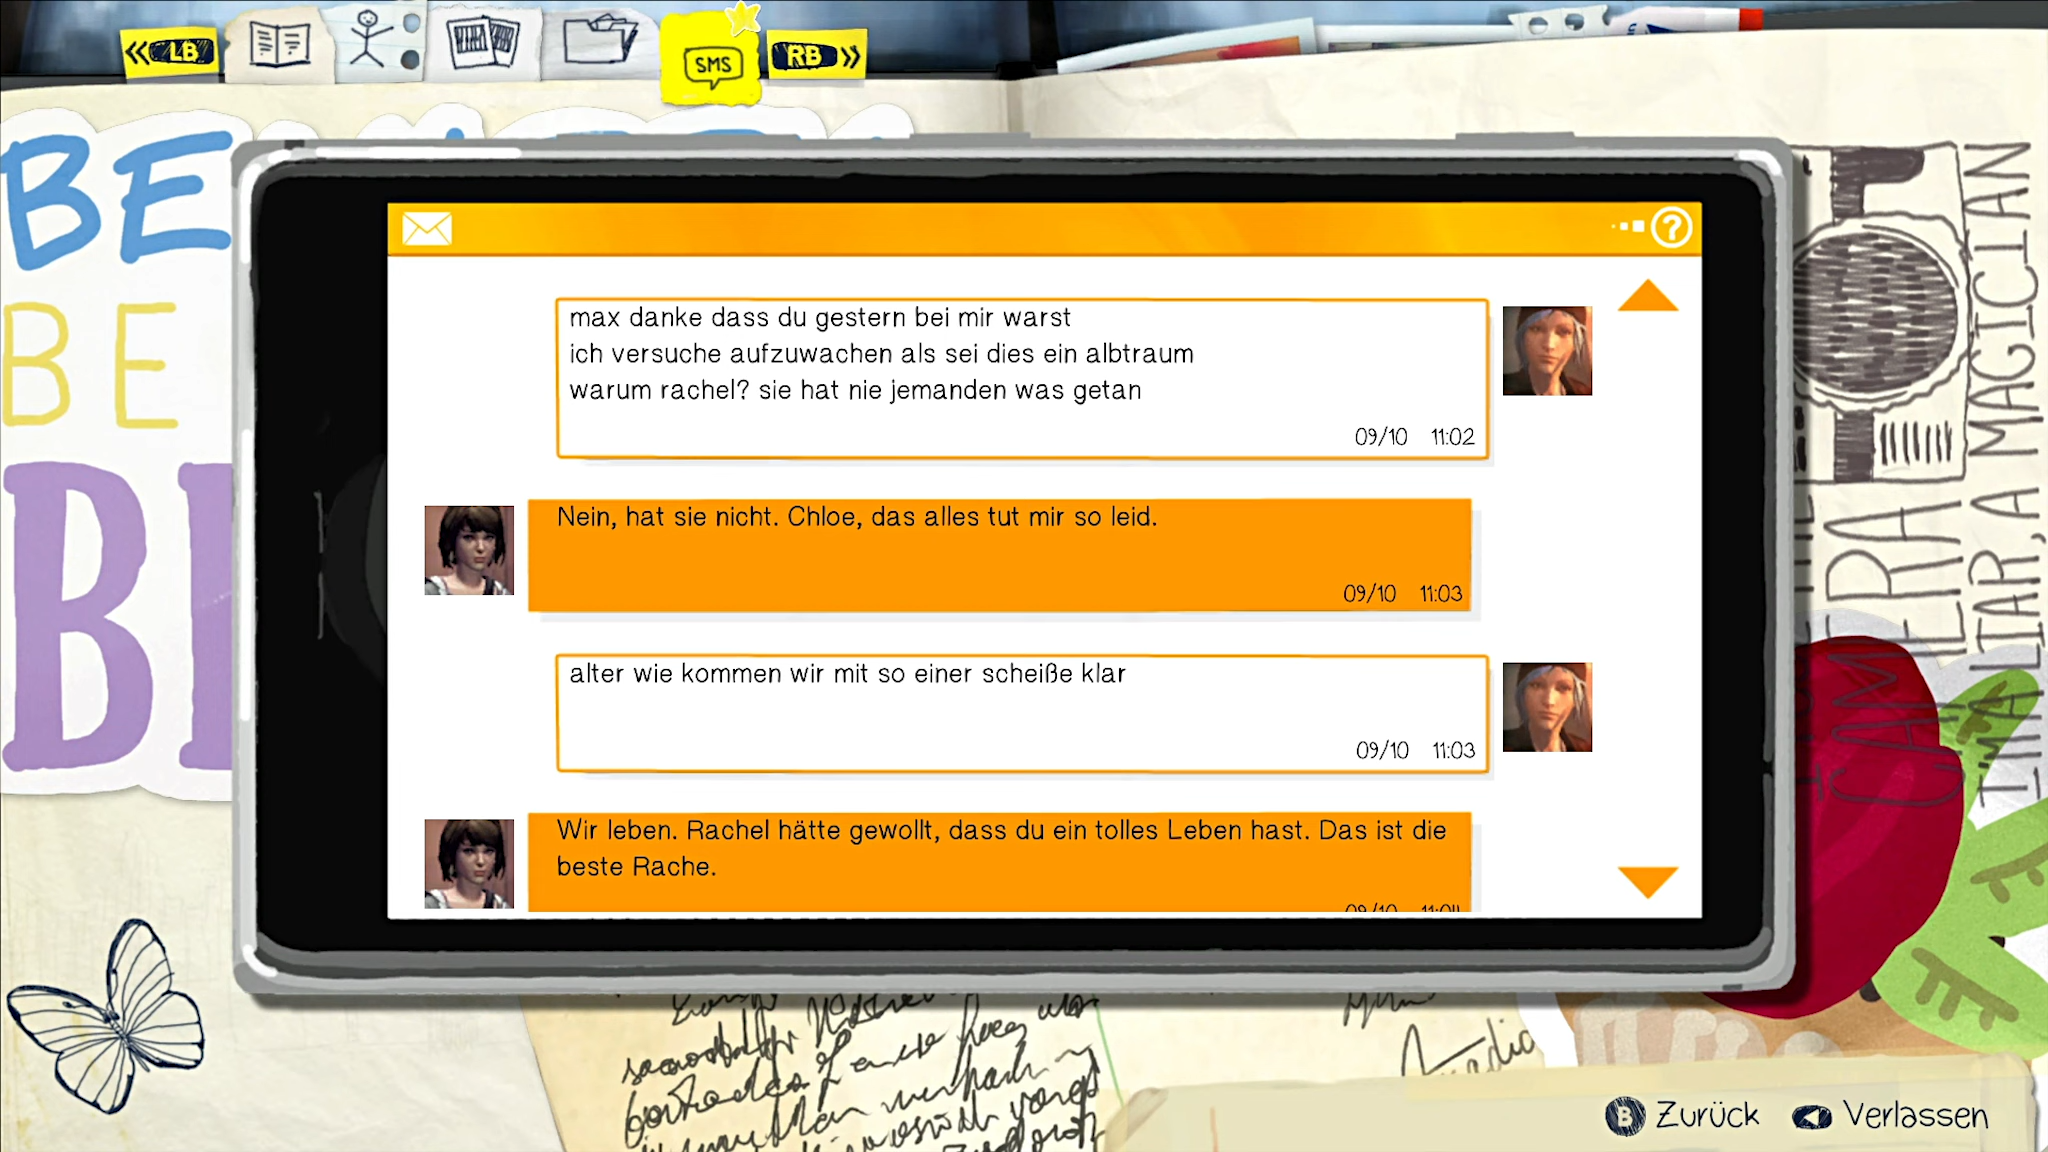 LB
SMS
RB
BE
BE
?
max danke dass du gestern bei mir warst
ich versuche aufzuwachen als sei dies ein albtraum
warum rachel? sie hat nie jemanden was getan
09/10 11:02
Nein, hat sie nicht. Chloe, das alles tut mir so leid.
09/10 11:03
alter wie kommen wir mit so einer scheiße klar
09/10 11:03
Wir leben. Rachel hätte gewollt, dass du ein tolles Leben hast. Das ist die
beste Rache.
CAMERA
LIAR, A MAGICIAN
B Zurück
Verlassen